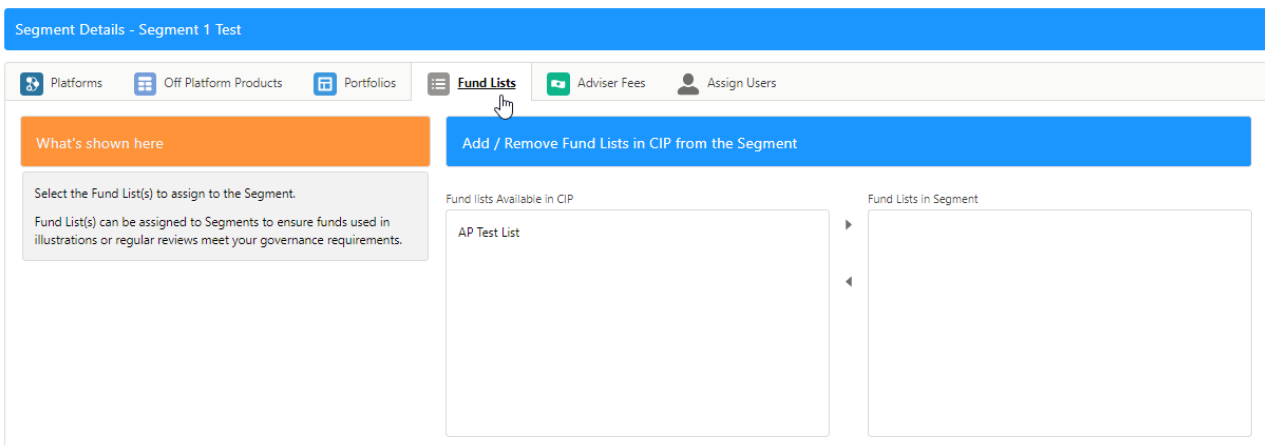 Segment Details - Segment 1 Test
Platforms
Off Platform Products
Portfolios
Fund Lists
Adviser Fees
Assign Users
What's shown here
Add / Remove Fund Lists in CIP from the Segment
Select the Fund List(s) to assign to the Segment.
Fund List(s) can be assigned to Segments to ensure funds used in
illustrations or regular reviews meet your governance requirements.
Fund lists Available in CIP
Fund Lists in Segment
AP Test List